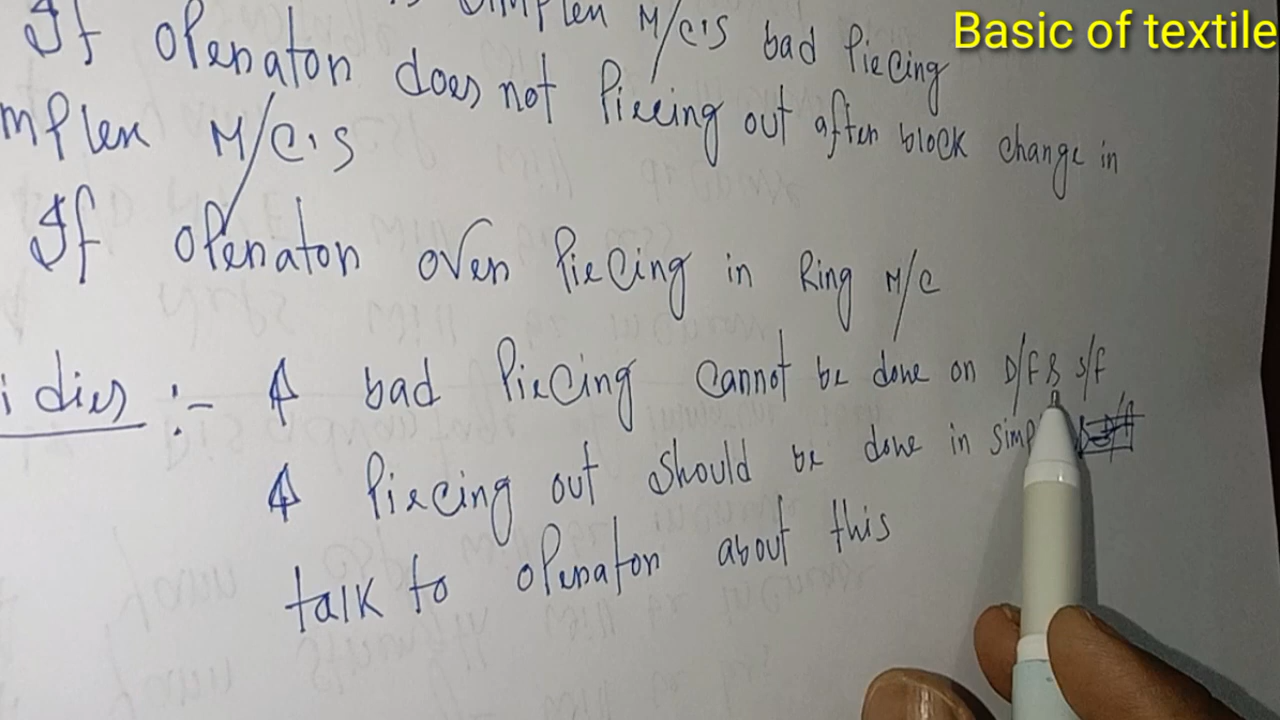 Basic of textile
simplex M/C'S bad Piecing
If operator does not Piecing out after block change in
mplex M/C'S
If operator over Piecing in Ring M/C
idies :- A bad Piecing cannot be done on D/F & S/F
A Piecing out should be done in simp
talk to operator about this